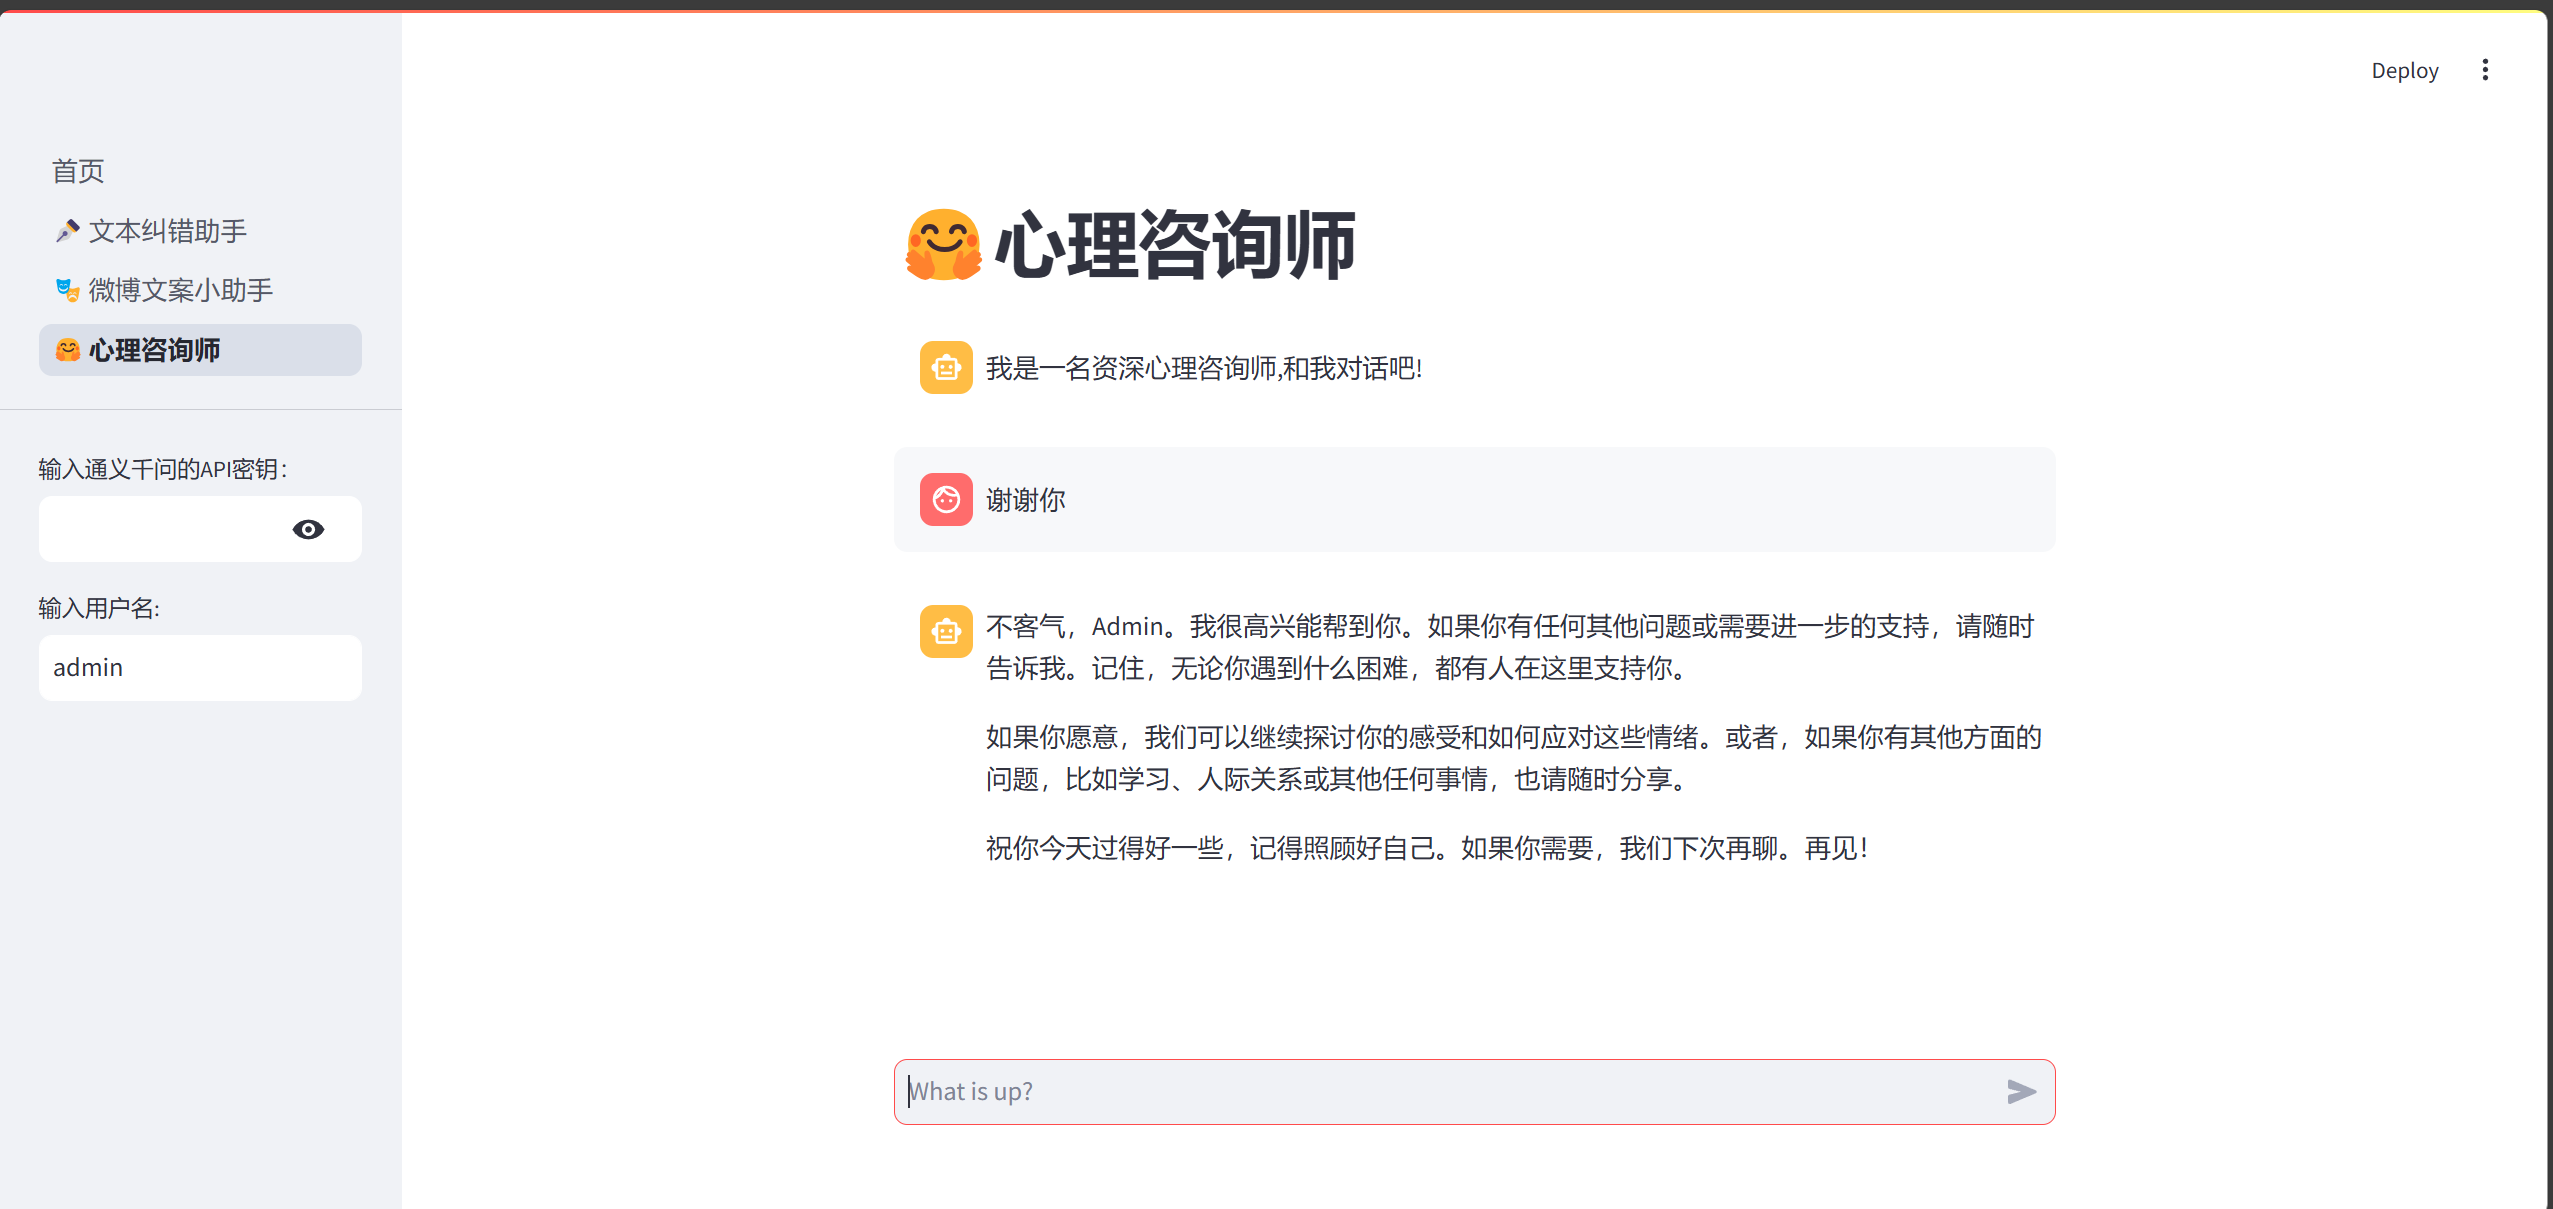 Deploy
首页
文本纠错助手
微博文案小助手
心理咨询师
输入通义千问的API密钥：
输入用户名:
admin
心理咨询师
我是一名资深心理咨询师,和我对话吧!
谢谢你
不客气，Admin。我很高兴能帮到你。如果你有任何其他问题或需要进一步的支持，请随时
告诉我。记住，无论你遇到什么困难，都有人在这里支持你。
如果你愿意，我们可以继续探讨你的感受和如何应对这些情绪。或者，如果你有其他方面的
问题，比如学习、人际关系或其他任何事情，也请随时分享。
祝你今天过得好一些，记得照顾好自己。如果你需要，我们下次再聊。再见！
What is up?